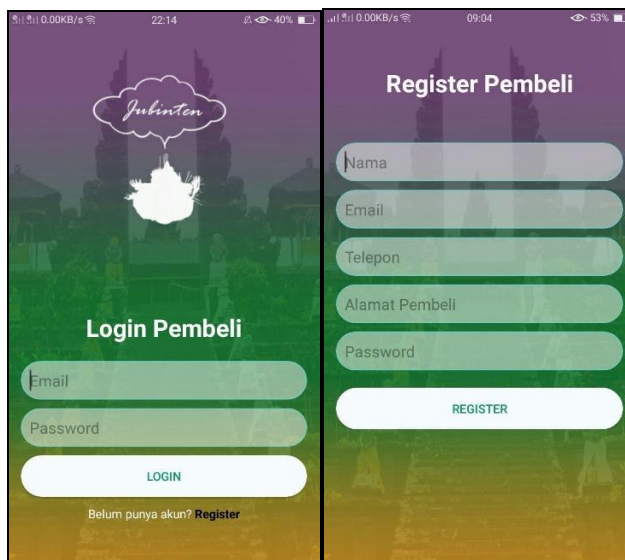 0.00KB/s 22:14 40%
Jubinten
Login Pembeli
Email
Password
LOGIN
Belum punya akun? Register
0.00KB/s 09:04 53%
Register Pembeli
Nama
Email
Telepon
Alamat Pembeli
Password
REGISTER